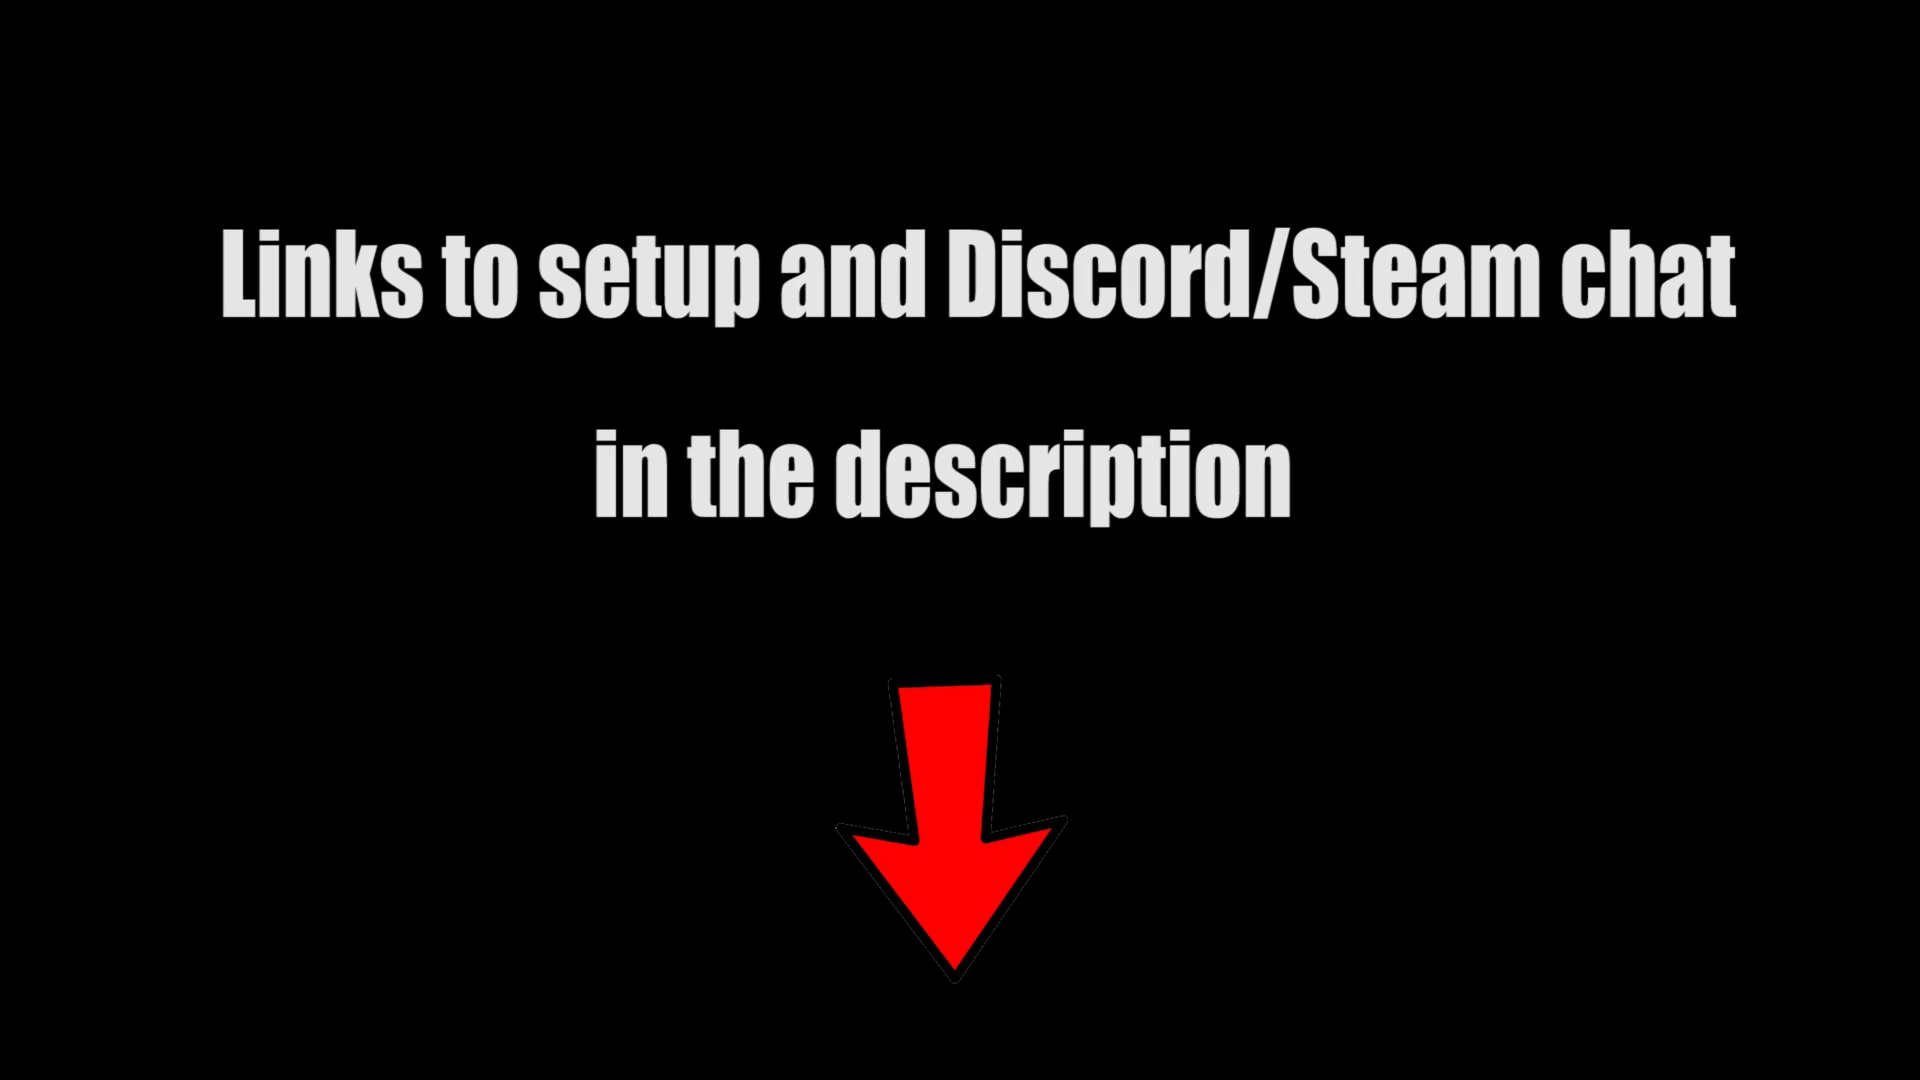 Links to setup and Discord/Steam chat
in the description